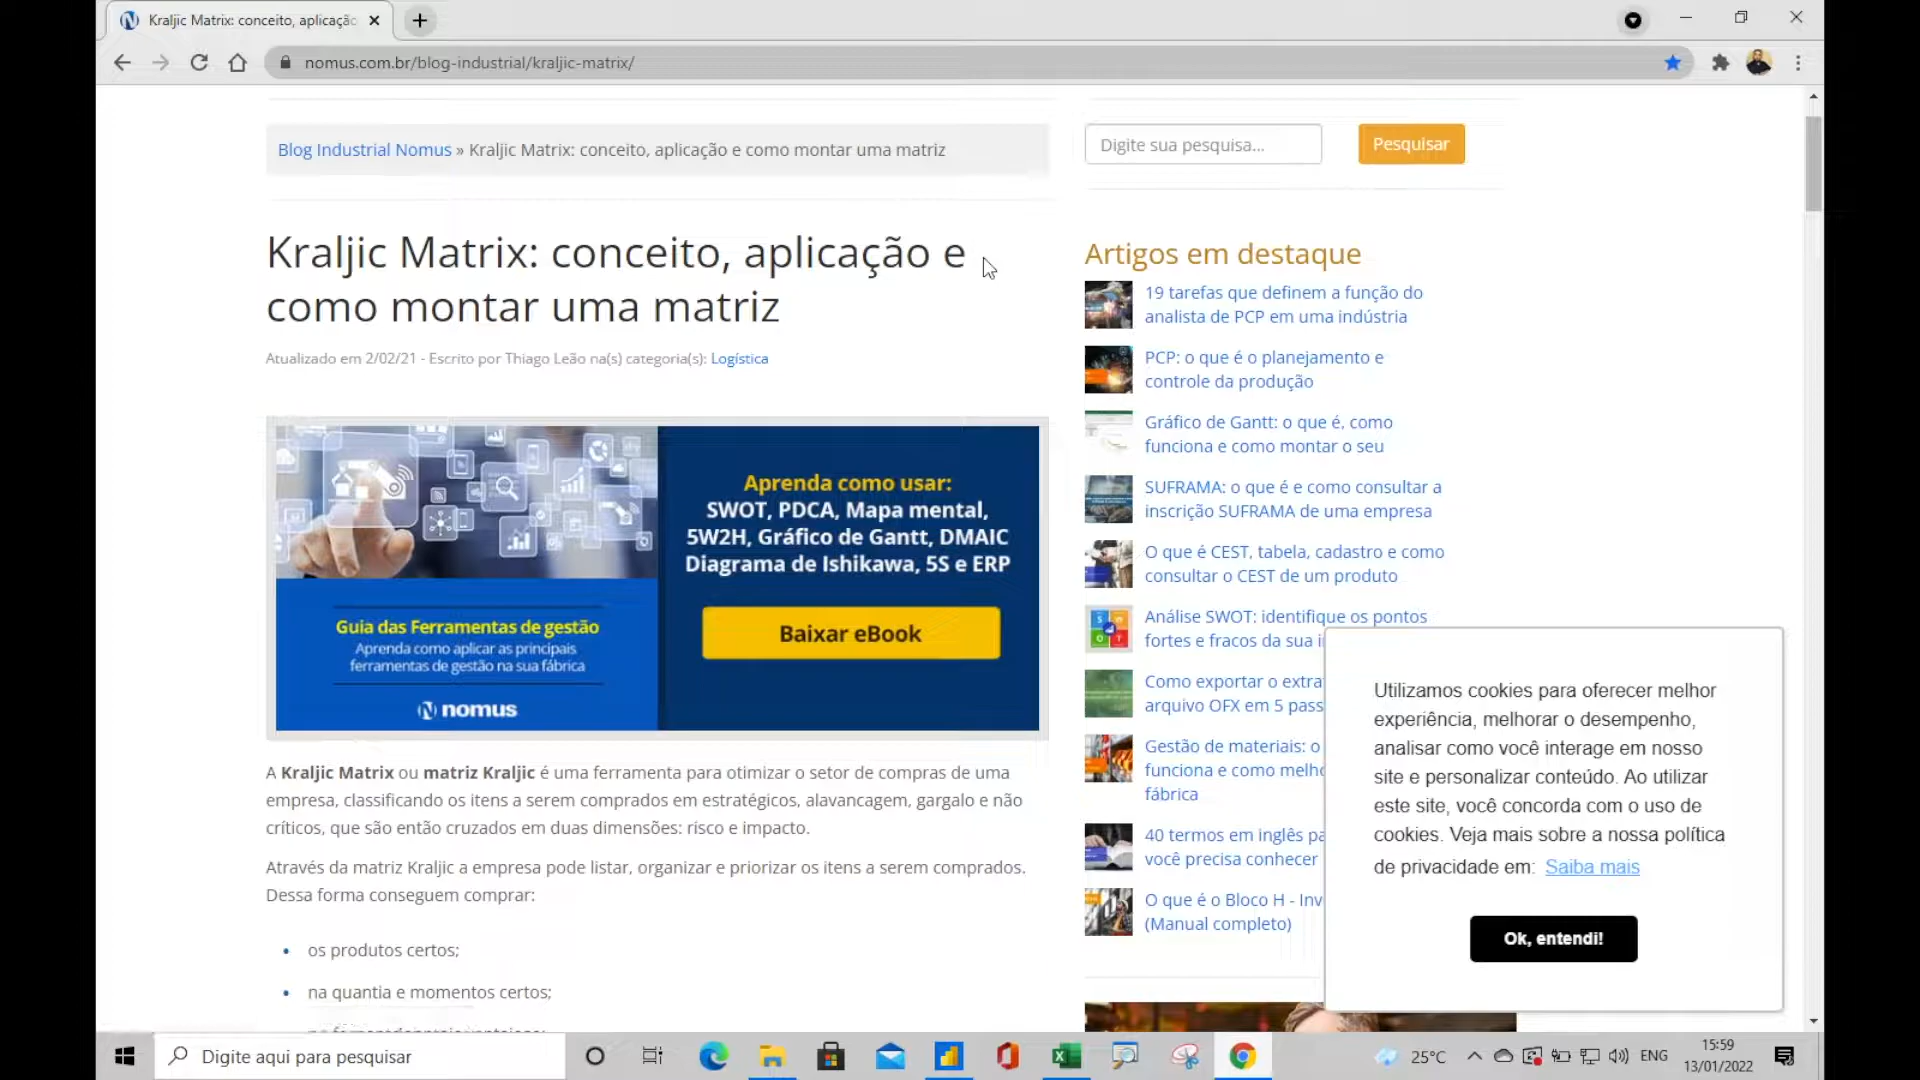 Kraljic Matrix: conceito, aplicação
nomus.com.br/blog-industrial/kraljic-matrix/
Blog Industrial Nomus » Kraljic Matrix: conceito, aplicação e como montar uma matriz
Kraljic Matrix: conceito, aplicação e
como montar uma matriz
Atualizado em 2/02/21 - Escrito por Thiago Leão na(s) categoria(s): Logística
Aprenda como usar:
SWOT, PDCA, Mapa mental,
5W2H, Gráfico de Gantt, DMAIC
Diagrama de Ishikawa, 5S e ERP
Baixar eBook
Guia das Ferramentas de gestão
Aprenda como aplicar as principais
ferramentas de gestão na sua fábrica
nomus
A Kraljic Matrix ou matriz Kraljic é uma ferramenta para otimizar o setor de compras de uma
empresa, classificando os itens a serem comprados em estratégicos, alavancagem, gargalo e não
críticos, que são então cruzados em duas dimensões: risco e impacto.
Através da matriz Kraljic a empresa pode listar, organizar e priorizar os itens a serem comprados.
Dessa forma conseguem comprar:
• os produtos certos;
• na quantia e momentos certos;
Digite sua pesquisa...
Pesquisar
Artigos em destaque
19 tarefas que definem a função do
analista de PCP em uma indústria
PCP: o que é o planejamento e
controle da produção
Gráfico de Gantt: o que é, como
funciona e como montar o seu
SUFRAMA: o que é e como consultar a
inscrição SUFRAMA de uma empresa
O que é CEST, tabela, cadastro e como
consultar o CEST de um produto
Análise SWOT: identifique os pontos
fortes e fracos da sua i
Como exportar o extra
arquivo OFX em 5 pass
Gestão de materiais: o
funciona e como melho
fábrica
40 termos em inglês pa
você precisa conhecer
O que é o Bloco H - Inv
(Manual completo)
Utilizamos cookies para oferecer melhor
experiência, melhorar o desempenho,
analisar como você interage em nosso
site e personalizar conteúdo. Ao utilizar
este site, você concorda com o uso de
cookies. Veja mais sobre a nossa política
de privacidade em: Saiba mais
Ok, entendi!
Digite aqui para pesquisar
25°C
ENG
15:59
13/01/2022